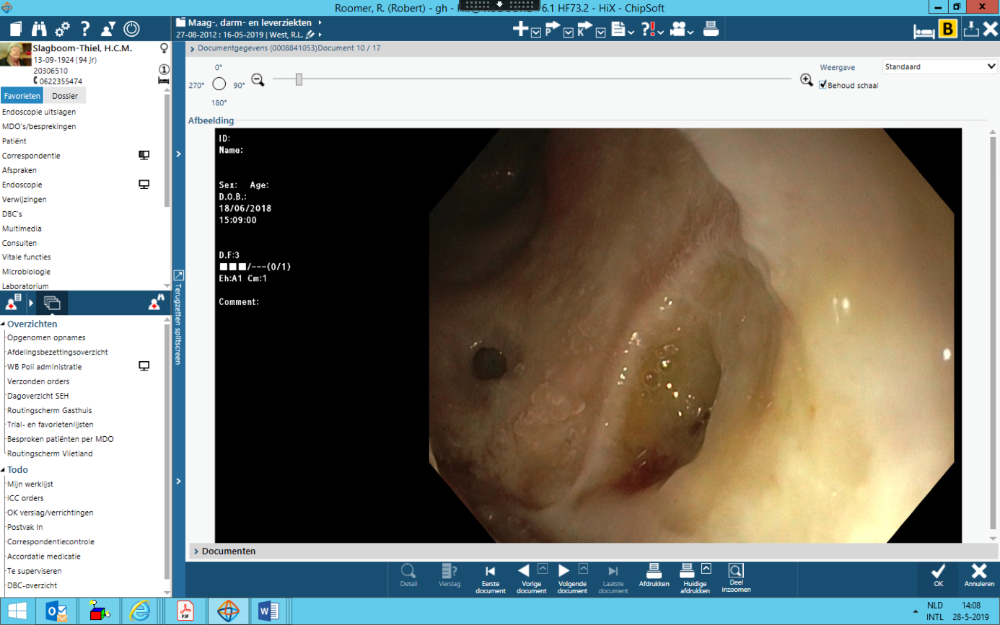 Roomer, R. (Robert) - gh - 6.1 HF73.2 - HiX - ChipSoft
Maag-, darm- en leverziekten
27-08-2012 : 16-05-2019 | West, R.L.
P
K
?!
B
Slagboom-Thiel, H.C.M.
13-09-1924 (94 jr)
20306510
1
0622355474
Favorieten Dossier
Endoscopie uitslagen
MDO's/besprekingen
Patiënt
Correspondentie
Afspraken
Endoscopie
Verwijzingen
DBC's
Multimedia
Consulten
Vitale functies
Microbiologie
Laboratorium
Overzichten
Opgenomen opnames
Afdelingsbezettingsoverzicht
WB Poli administratie
Verzonden orders
Dagoverzicht SEH
Routingscherm Gasthuis
Trial- en favorietenlijsten
Besproken patiënten per MDO
Routingscherm Vlietland
Todo
Mijn werklijst
ICC orders
OK verslag/verrichtingen
Postvak In
Correspondentiecontrole
Accordatie medicatie
Te superviseren
DBC-overzicht
Terugzetten splitscreen
Documentgegevens (0008841053)Document 10 / 17
0°
270° 90°
180°
Weergave Standaard
Behoud schaal
Afbeelding
ID:
Name:
Sex: Age:
D.O.B.:
18/06/2018
15:09:00
D.F:3
■■■/---(0/1)
Eh:A1 Cm:1
Comment:
Documenten
Detail
Verslag
Eerste document
Vorige document
Volgende document
Laatste document
Afdrukken
Huidige afdrukken
Deel inzoomen
OK
Annuleren
PDF
NLD 14:08
INTL 28-5-2019